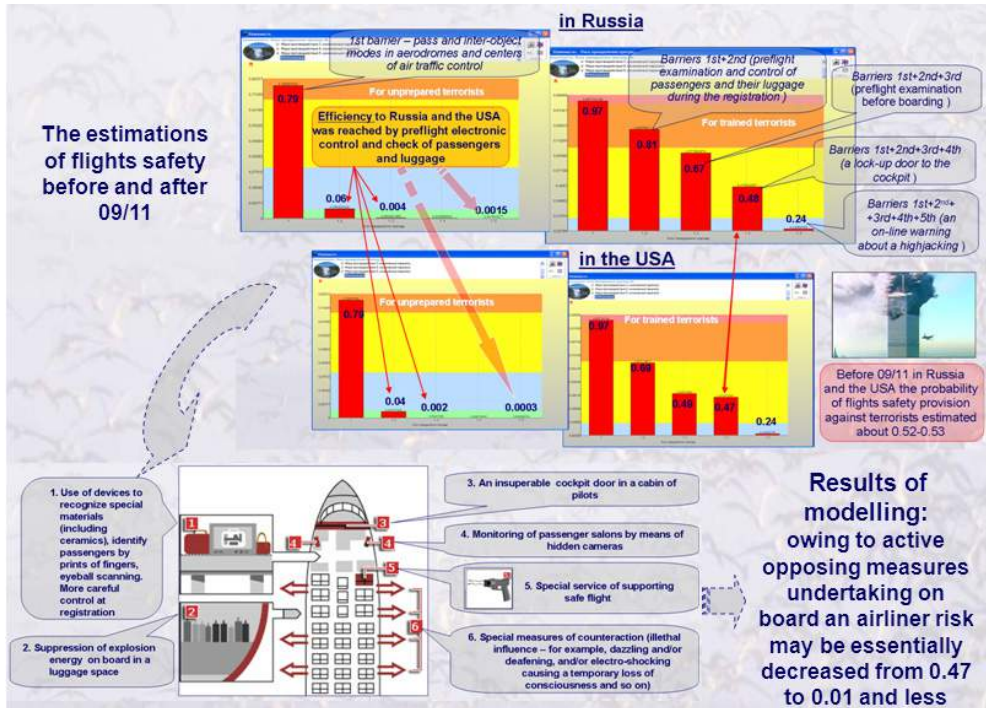 in Russia
The estimations
of flights safety
before and after
09/11
1st barrier – pass and inter-object
modes in aerodromes and centers
of air traffic control
For unprepared terrorists
0.79
Efficiency to Russia and the USA
was reached by preflight electronic
control and check of passengers
and luggage
0.06
0.004
0.0015
Barriers 1st+2nd (preflight
examination and control of
passengers and their luggage
during the registration )
For trained terrorists
0.97
0.81
0.67
0.48
0.24
Barriers 1st+2nd+3rd
(preflight examination
before boarding )
Barriers 1st+2nd+3rd+4th
(a lock-up door to the
cockpit )
Barriers 1st+2nd+
+3rd+4th+5th (an
on-line warning
about a highjacking )
in the USA
For unprepared terrorists
0.79
0.04
0.002
0.0003
For trained terrorists
0.97
0.47
0.24
Before 09/11 in Russia
and the USA the probability
of flights safety provision
against terrorists estimated
about 0.52-0.53
1. Use of devices to
recognize special
materials
(including ceramics), identify
passengers by
prints of fingers,
eyeball scanning.
More careful
control at
registration
2. Suppression of explosion
energy on board in a
luggage space
1
2
3
4
4
5
6
3. An insuperable cockpit door in a cabin of
pilots
4. Monitoring of passenger salons by means of
hidden cameras
5. Special service of supporting
safe flight
6. Special measures of counteraction (illethal
influence – for example, dazzling and/or
deafening, and/or electro-shocking
causing a temporary loss of
consciousness and so on)
Results of
modelling:
owing to active
opposing measures
undertaking on
board an airliner risk
may be essentially
decreased from 0.47
to 0.01 and less